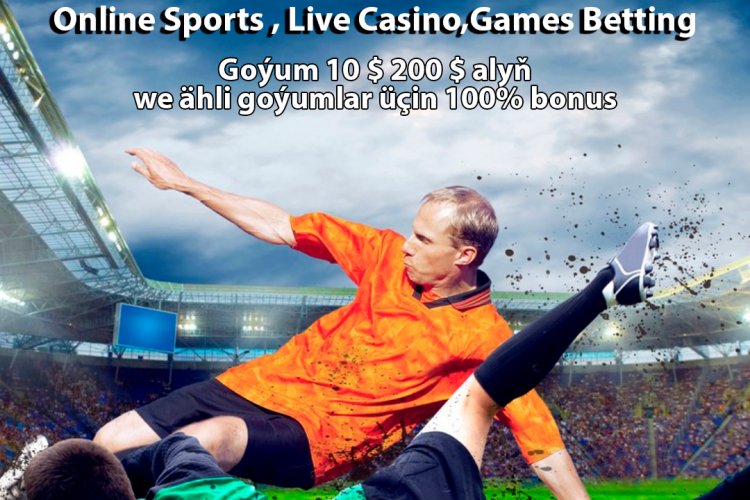 Online Sports , Live Casino,Games Betting
Goýum 10 $ 200 $ alyň
we ähli goýumlar üçin 100% bonus